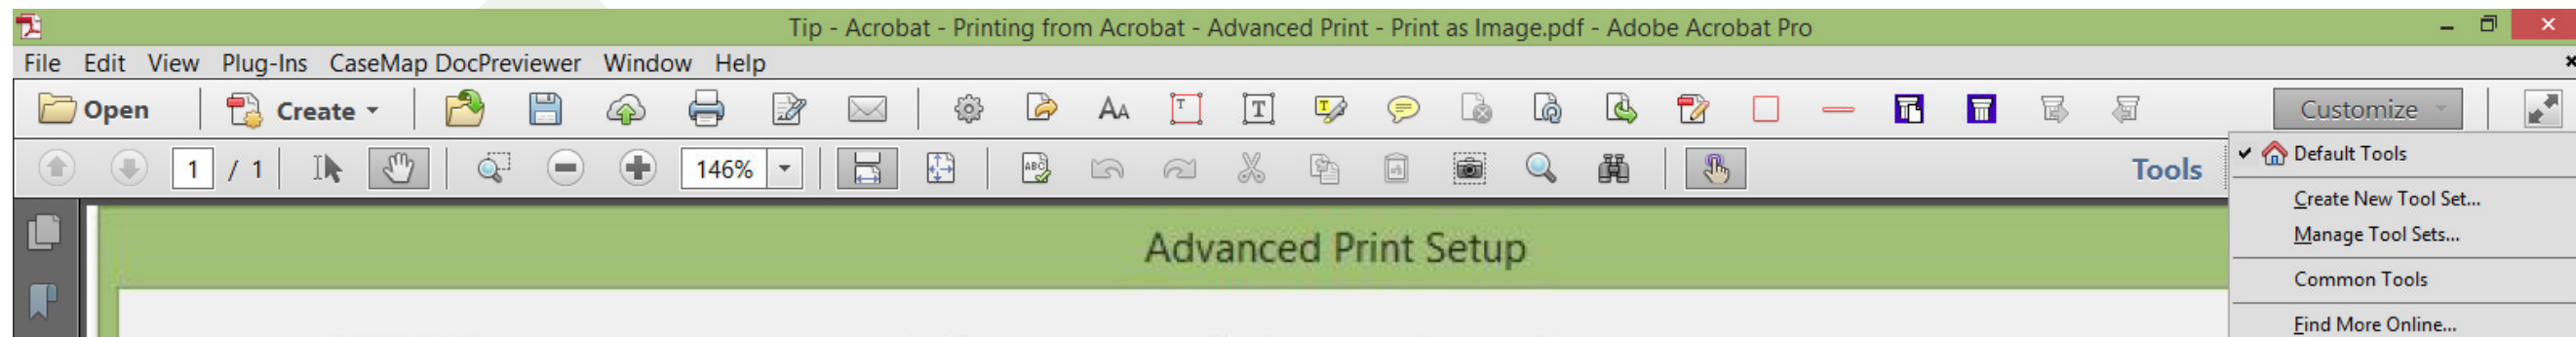 Tip - Acrobat - Printing from Acrobat - Advanced Print - Print as Image.pdf - Adobe Acrobat Pro
File Edit View Plug-Ins CaseMap DocPreviewer Window Help
Open Create Customize
1 / 1 146% Tools
Default Tools
Create New Tool Set...
Manage Tool Sets...
Common Tools
Find More Online...
Advanced Print Setup